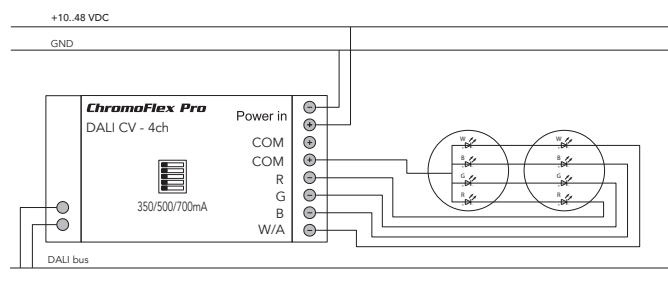 +10..48 VDC
GND
ChromoFlex Pro
DALI CV - 4ch
Power in
COM
COM
R
G
B
W/A
350/500/700mA
DALI bus
W
B
G
R
W
B
G
R